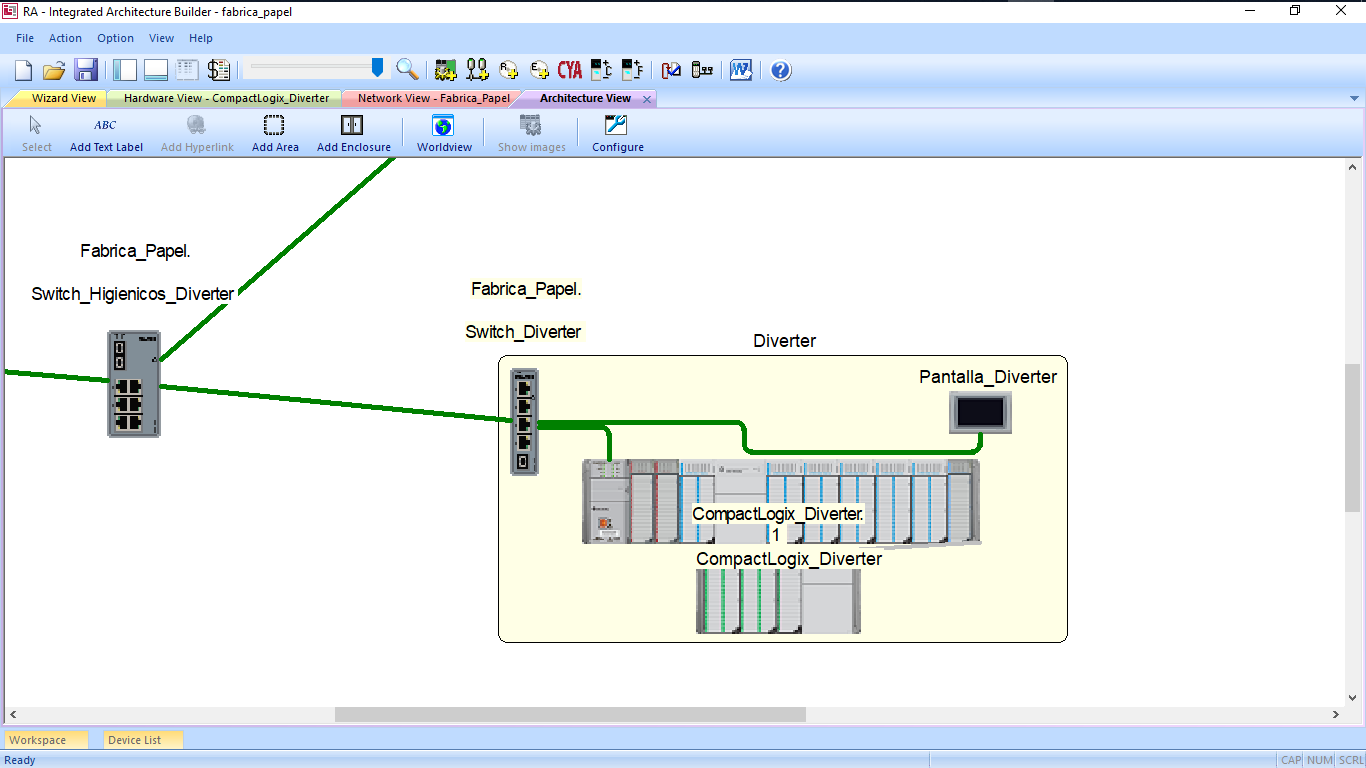 RA - Integrated Architecture Builder - fabrica_papel
File Action Option View Help
CYA
Wizard View
Hardware View - CompactLogix_Diverter
Network View - Fabrica_Papel
Architecture View
Select
ABC
Add Text Label
Add Hyperlink
Add Area
Add Enclosure
Worldview
Show images
Configure
Fabrica_Papel.
Switch_Higienicos_Diverter
Fabrica_Papel.
Switch_Diverter
Diverter
Pantalla_Diverter
CompactLogix_Diverter.
1
CompactLogix_Diverter
Workspace
Device List
Ready
CAP NUM SCRL